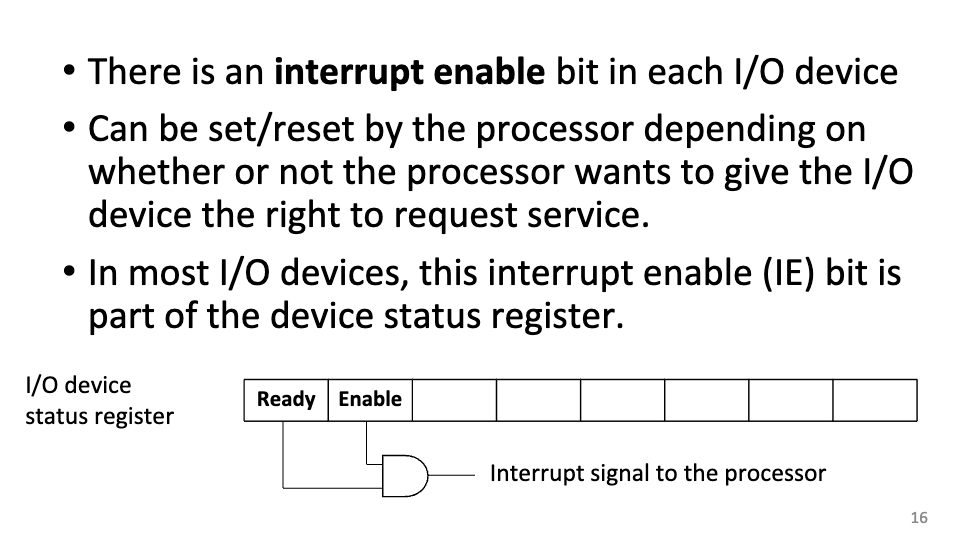 • There is an interrupt enable bit in each I/O device
• Can be set/reset by the processor depending on
whether or not the processor wants to give the I/O
device the right to request service.
• In most I/O devices, this interrupt enable (IE) bit is
part of the device status register.
I/O device
status register
Ready Enable
Interrupt signal to the processor
16